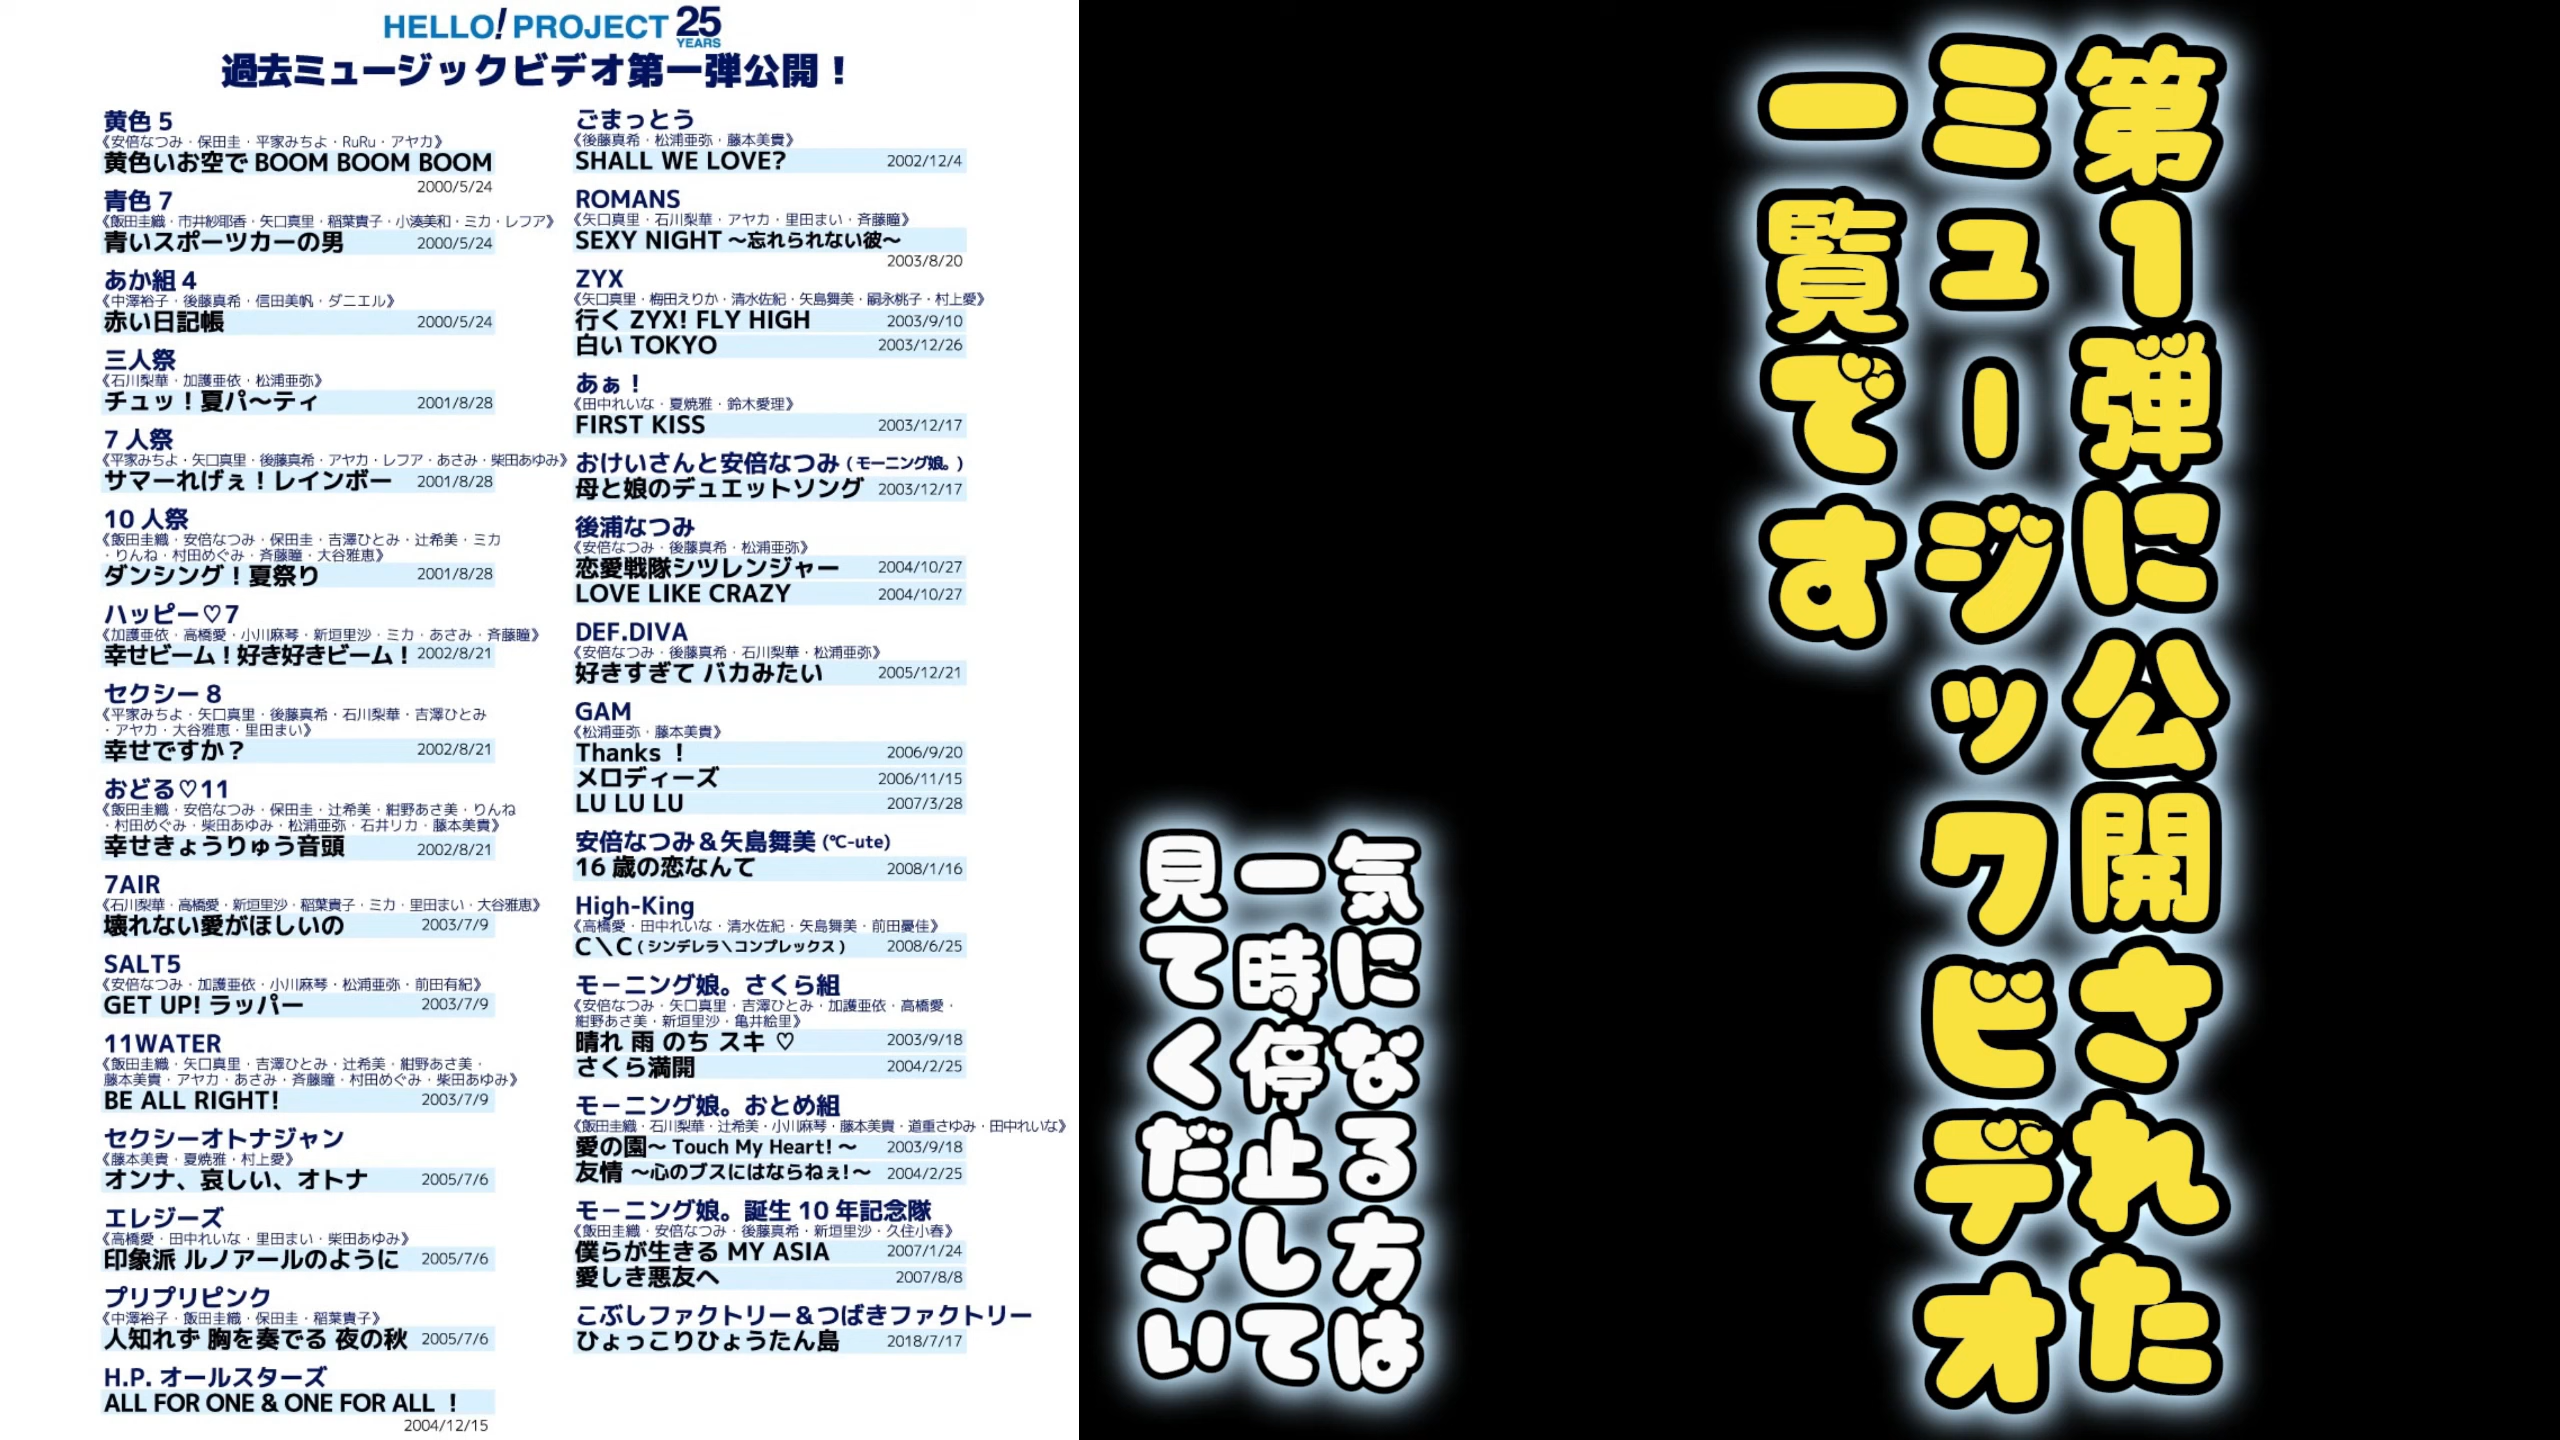 HELLO! PROJECT 25 YEARS
過去ミュージックビデオ第一弾公開！
黄色５
《安倍なつみ・保田圭・平家みちよ・RuRu・アヤカ》
黄色いお空で BOOM BOOM BOOM
2000/5/24
青色７
《飯田圭織・市井紗耶香・矢口真里・稲葉貴子・小湊美和・ミカ・レフア》
青いスポーツカーの男 2000/5/24
あか組４
《中澤裕子・後藤真希・信田美帆・ダニエル》
赤い日記帳 2000/5/24
三人祭
《石川梨華・加護亜依・松浦亜弥》
チュッ！夏パ〜ティ 2001/8/28
７人祭
《平家みちよ・矢口真里・後藤真希・アヤカ・レフア・あさみ・柴田あゆみ》
サマーれげぇ！レインボー 2001/8/28
10 人祭
《飯田圭織・安倍なつみ・保田圭・吉澤ひとみ・辻希美・ミカ
・りんね・村田めぐみ・斉藤瞳・大谷雅恵》
ダンシング！夏祭り 2001/8/28
ハッピー♡7
《加護亜依・高橋愛・小川麻琴・新垣里沙・ミカ・あさみ・斉藤瞳》
幸せビーム！好き好きビーム！ 2002/8/21
セクシー８
《平家みちよ・矢口真里・後藤真希・石川梨華・吉澤ひとみ
・アヤカ・大谷雅恵・里田まい》
幸せですか？ 2002/8/21
おどる♡11
《飯田圭織・安倍なつみ・保田圭・辻希美・紺野あさ美・りんね
・村田めぐみ・柴田あゆみ・松浦亜弥・石井リカ・藤本美貴》
幸せきょうりゅう音頭 2002/8/21
7AIR
《石川梨華・高橋愛・新垣里沙・稲葉貴子・ミカ・里田まい・大谷雅恵》
壊れない愛がほしいの 2003/7/9
SALT5
《安倍なつみ・加護亜依・小川麻琴・松浦亜弥・前田有紀》
GET UP! ラッパー 2003/7/9
11WATER
《飯田圭織・矢口真里・吉澤ひとみ・辻希美・紺野あさ美・
藤本美貴・アヤカ・あさみ・斉藤瞳・村田めぐみ・柴田あゆみ》
BE ALL RIGHT! 2003/7/9
セクシーオトナジャン
《藤本美貴・夏焼雅・村上愛》
オンナ、哀しい、オトナ 2005/7/6
エレジーズ
《高橋愛・田中れいな・里田まい・柴田あゆみ》
印象派 ルノアールのように 2005/7/6
プリプリピンク
《中澤裕子・飯田圭織・保田圭・稲葉貴子》
人知れず 胸を奏でる 夜の秋 2005/7/6
H.P. オールスターズ
ALL FOR ONE & ONE FOR ALL ！
2004/12/15
ごまっとう
《後藤真希・松浦亜弥・藤本美貴》
SHALL WE LOVE? 2002/12/4
ROMANS
《矢口真里・石川梨華・アヤカ・里田まい・斉藤瞳》
SEXY NIGHT 〜忘れられない彼〜
2003/8/20
ZYX
《矢口真里・梅田えりか・清水佐紀・矢島舞美・嗣永桃子・村上愛》
行く ZYX! FLY HIGH 2003/9/10
白い TOKYO 2003/12/26
あぁ！
《田中れいな・夏焼雅・鈴木愛理》
FIRST KISS 2003/12/17
おけいさんと安倍なつみ（モーニング娘。）
母と娘のデュエットソング 2003/12/17
後浦なつみ
《安倍なつみ・後藤真希・松浦亜弥》
恋愛戦隊シツレンジャー 2004/10/27
LOVE LIKE CRAZY 2004/10/27
DEF.DIVA
《安倍なつみ・後藤真希・石川梨華・松浦亜弥》
好きすぎて バカみたい 2005/12/21
GAM
《松浦亜弥・藤本美貴》
Thanks ！ 2006/9/20
メロディーズ 2006/11/15
LU LU LU 2007/3/28
安倍なつみ＆矢島舞美 (℃-ute)
16 歳の恋なんて 2008/1/16
High-King
《高橋愛・田中れいな・清水佐紀・矢島舞美・前田憂佳》
C＼C（シンデレラ＼コンプレックス） 2008/6/25
モーニング娘。さくら組
《安倍なつみ・矢口真里・吉澤ひとみ・加護亜依・高橋愛・
紺野あさ美・新垣里沙・亀井絵里》
晴れ 雨 のち スキ ♡ 2003/9/18
さくら満開 2004/2/25
モーニング娘。おとめ組
《飯田圭織・石川梨華・辻希美・小川麻琴・藤本美貴・道重さゆみ・田中れいな》
愛の園〜 Touch My Heart! 〜 2003/9/18
友情 〜心のブスにはならねぇ!〜 2004/2/25
モーニング娘。誕生 10 年記念隊
《飯田圭織・安倍なつみ・後藤真希・新垣里沙・久住小春》
僕らが生きる MY ASIA 2007/1/24
愛しき悪友へ 2007/8/8
こぶしファクトリー＆つばきファクトリー
ひょっこりひょうたん島 2018/7/17
第1弾に公開された
ミュージックビデオ
一覧です
気になる方は
一時停止して
見てください